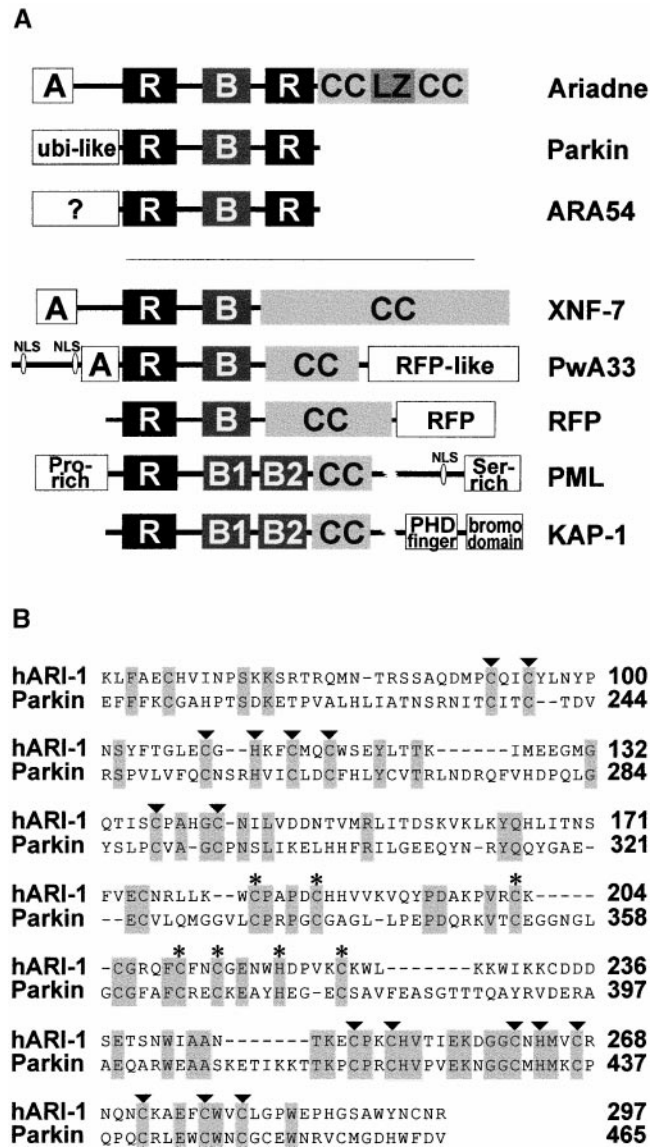 A
A R B R CC LZ CC Ariadne
ubi-like R B R Parkin
? R B R ARA54
A R B CC XNF-7
NLS NLS A R B CC RFP-like PwA33
R B CC RFP RFP
Pro-rich R B1 B2 CC NLS Ser-rich PML
R B1 B2 CC PHD finger bromo domain KAP-1
B
hARI-1 KLFAECHVINPSKKSRTRQMN-TRSSAQDMPCQICYLNYP 100
Parkin EFFFKCGAHPTSDKETPVALHLIATNSRNITCITC--TDV 244
hARI-1 NSYFTGLECG--HKFCMQCWSEYLTTK-----IMEEGMG 132
Parkin RSPVLVFQCNSRHVICLDCFHLYCVTRLNDRQFVHDPQLG 284
hARI-1 QTISCPAHGC-NILVDDNTVMRLITDSKVKLKYQHLITNS 171
Parkin YSLPCVA-GCPNSLIKELHHFRILGEEQYN-RYQQYGAE- 321
hARI-1 FVECNRLLK--WCPAPDCHHVVKVQYPDAKPVRCK----- 204
Parkin --ECVLQMGGVLCPRPGCGAGL-LPEPDQRKVTCEGGNGL 358
hARI-1 -CGRQFCFNCGENWHDPVKCKWL-------KKWIKKCDDD 236
Parkin GCGFAFCRECKEAYHEG-ECSAVFEASGTTTQAYRVDERA 397
hARI-1 SETSNWIAAN--------TKECPKCHVTIEKDGGCNHMVCR 268
Parkin AEQARWEAASKETIKKTTKPCPRCHVPVEKNGGCMHMKCP 437
hARI-1 NQNCKAEFCWVCLGPWEPHGSAWYNCNR 297
Parkin QPQCRLEWCWNCGCEWNRVCMGDHWFDV 465